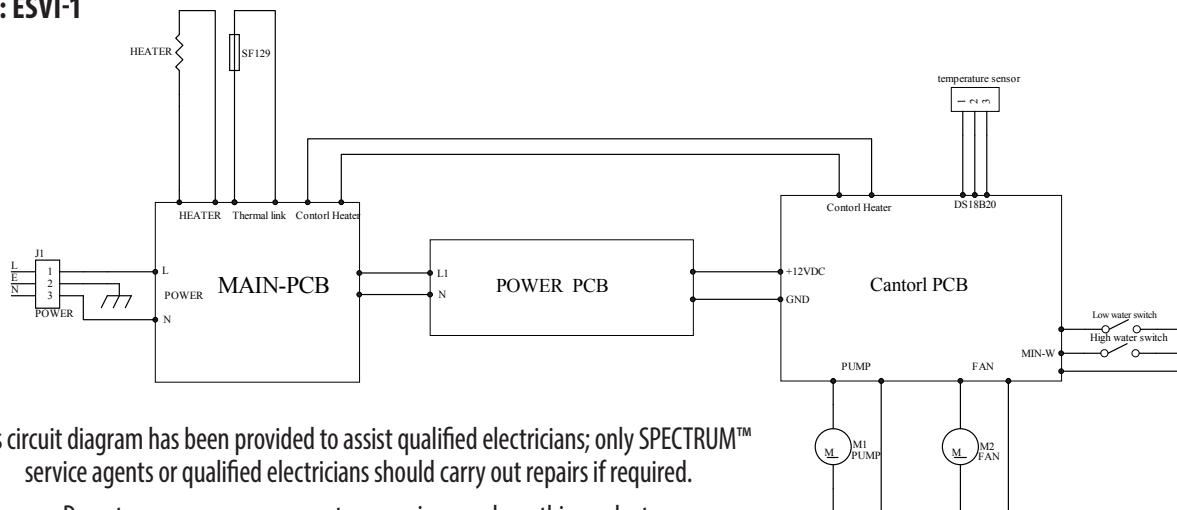 : ESVI-1
HEATER
SF129
temperature sensor
1 2 3
HEATER Thermal link Contorl Heater
Contorl Heater
DS18B20
J1
L
E
N
1
2
3
POWER
L
POWER
N
MAIN-PCB
L1
N
POWER PCB
+12VDC
GND
Cantorl PCB
Low water switch
High water switch
MIN-W
PUMP
FAN
M
M1
PUMP
M
M2
FAN
s circuit diagram has been provided to assist qualified electricians; only SPECTRUM™
service agents or qualified electricians should carry out repairs if required.